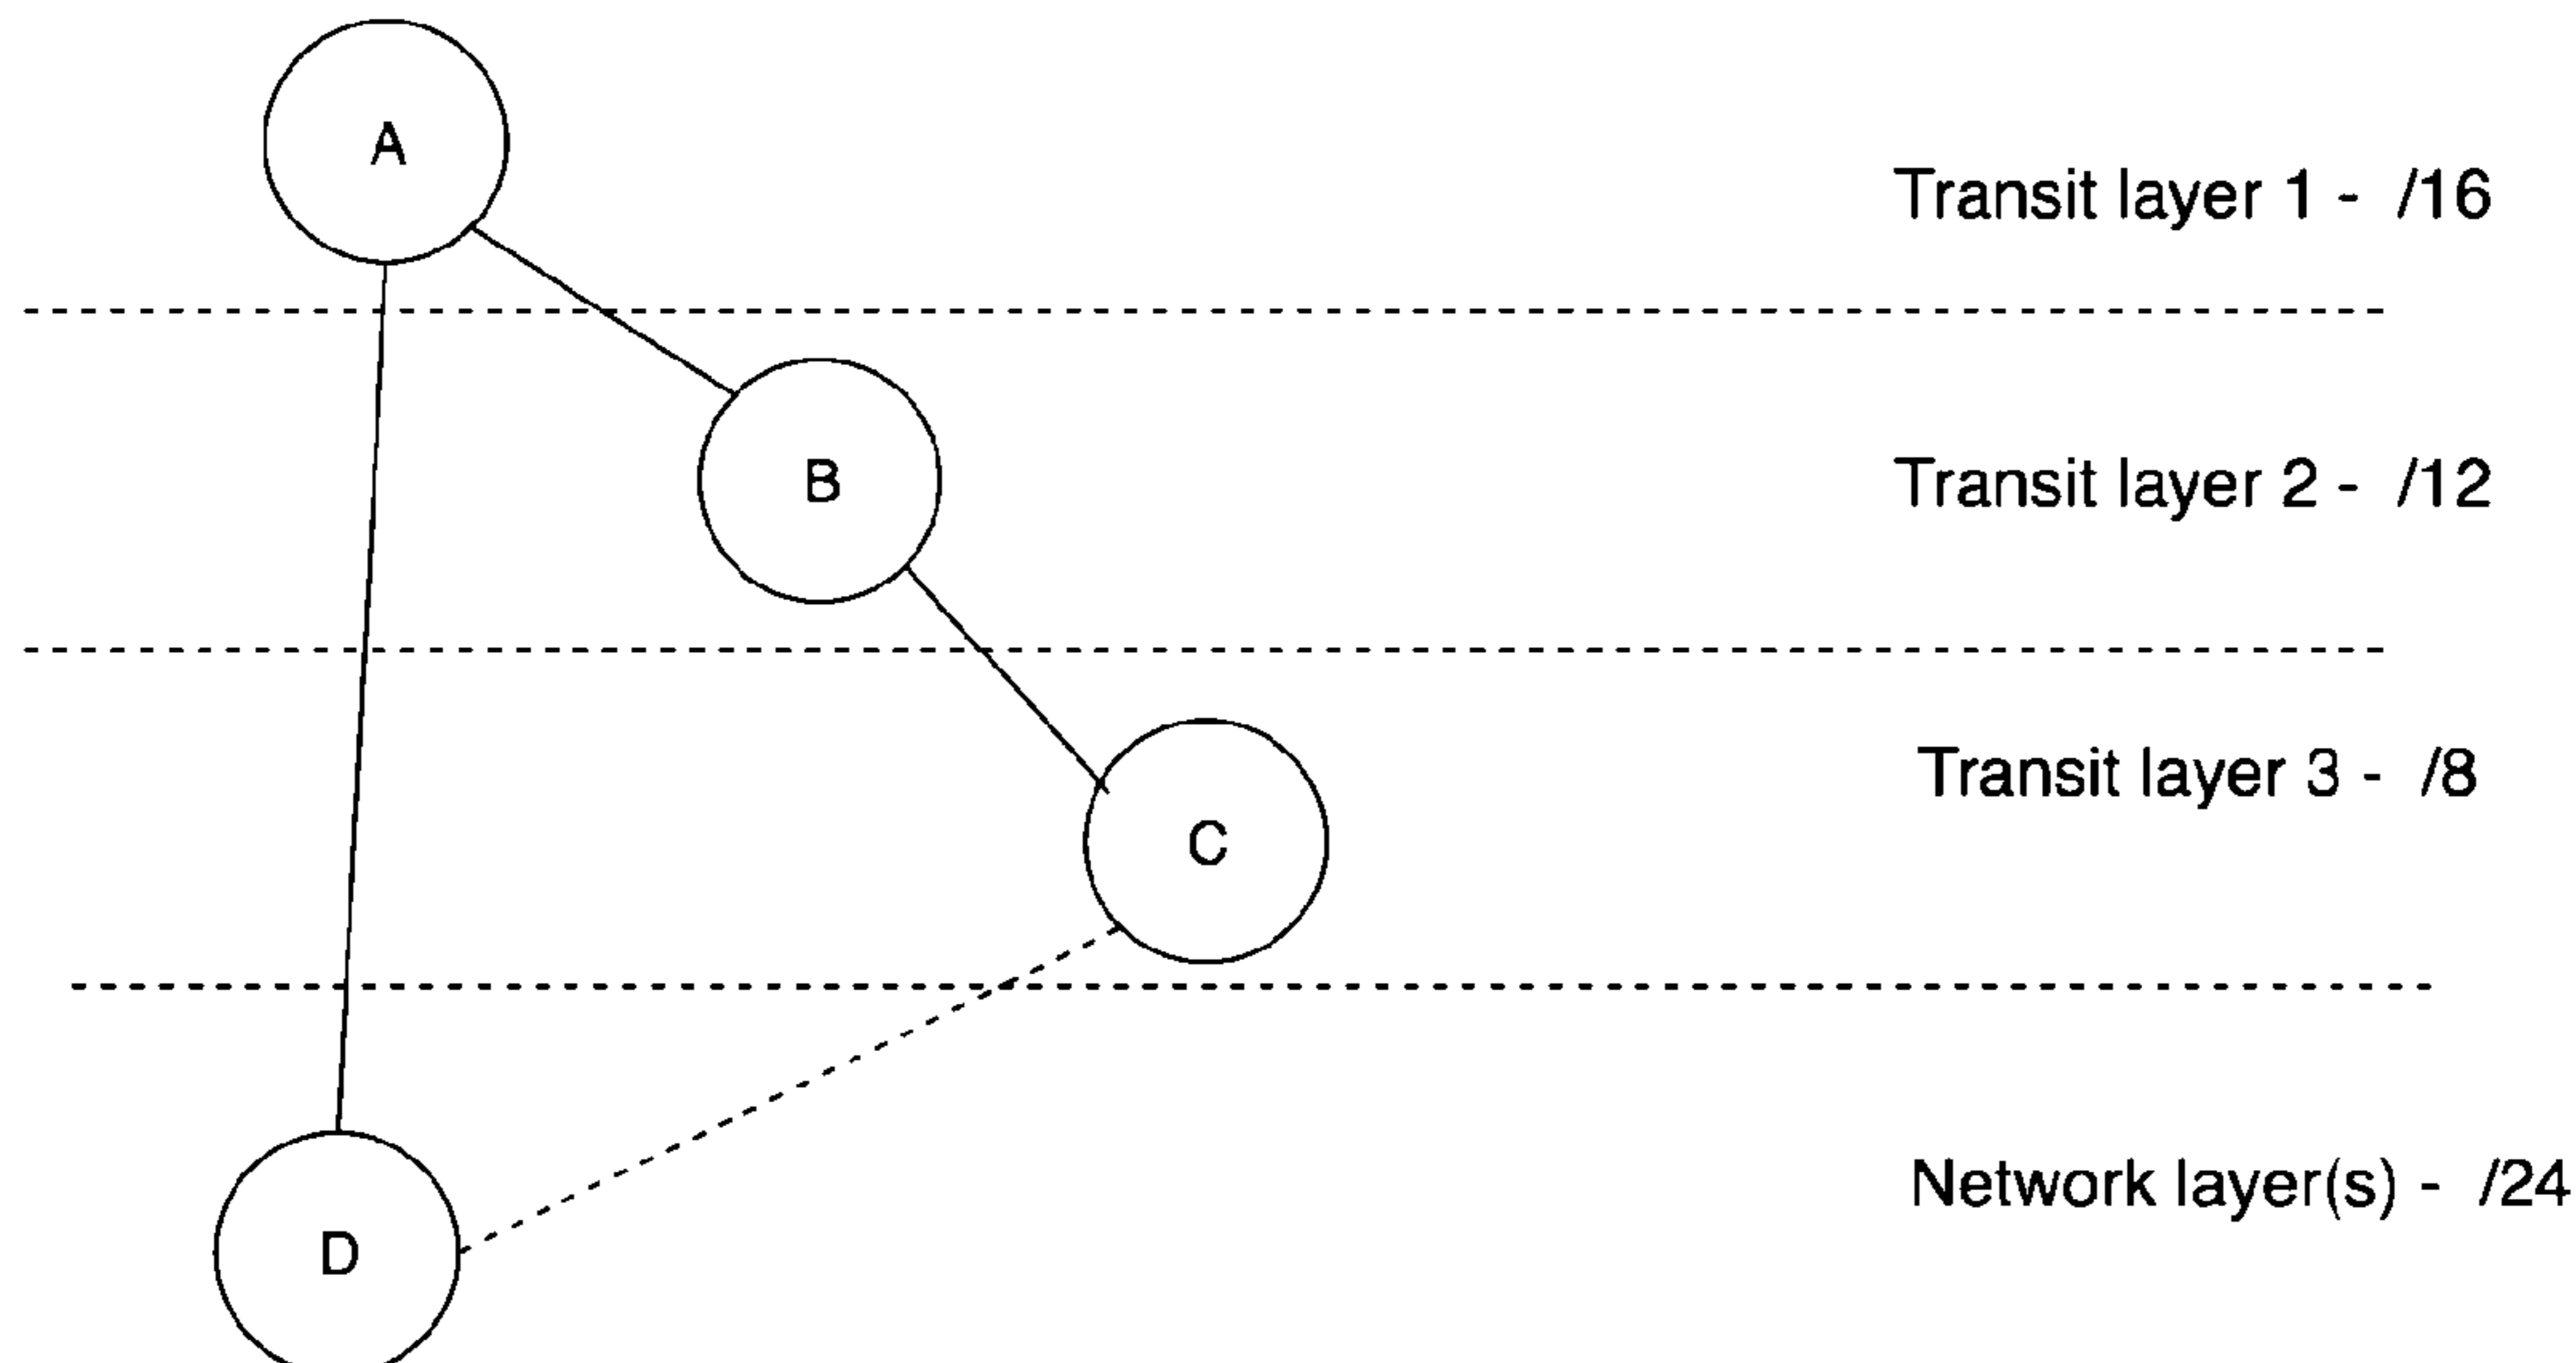 A
Transit layer 1 - /16
B
Transit layer 2 - /12
Transit layer 3 - /8
C
Network layer(s) - /24
D